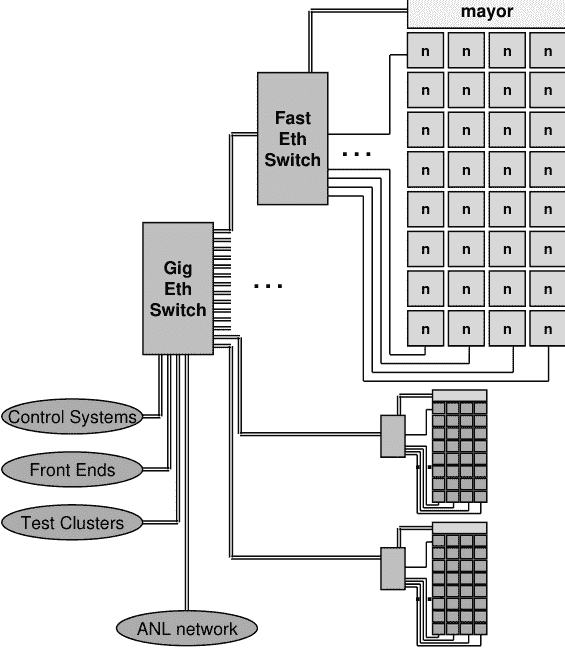 mayor
n n n n
n n n n
n n n n
n n n n
n n n n
n n n n
n n n n
n n n n
Fast
Eth
Switch
. . .
Gig
Eth
Switch
. . .
Control Systems
Front Ends
Test Clusters
ANL network